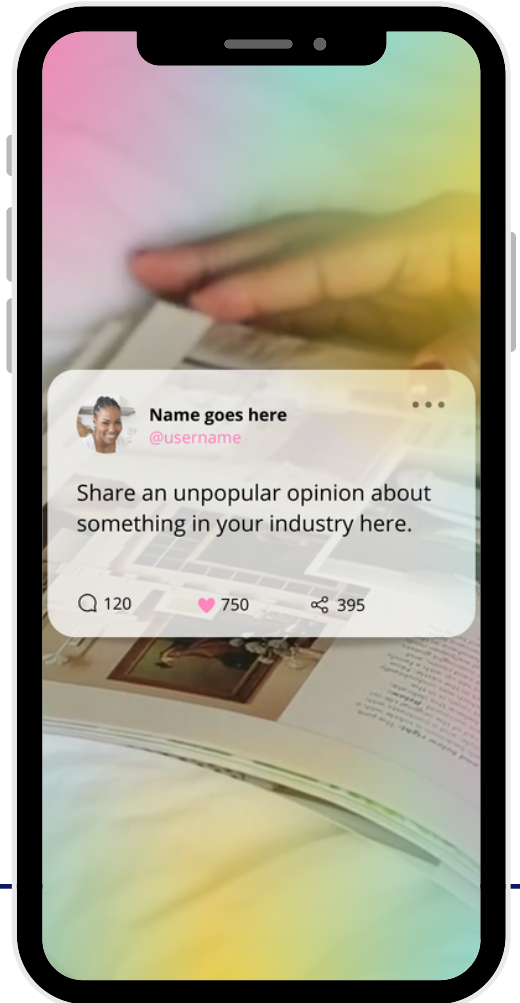 Name goes here
@username
Share an unpopular opinion about
something in your industry here.
120
750
395